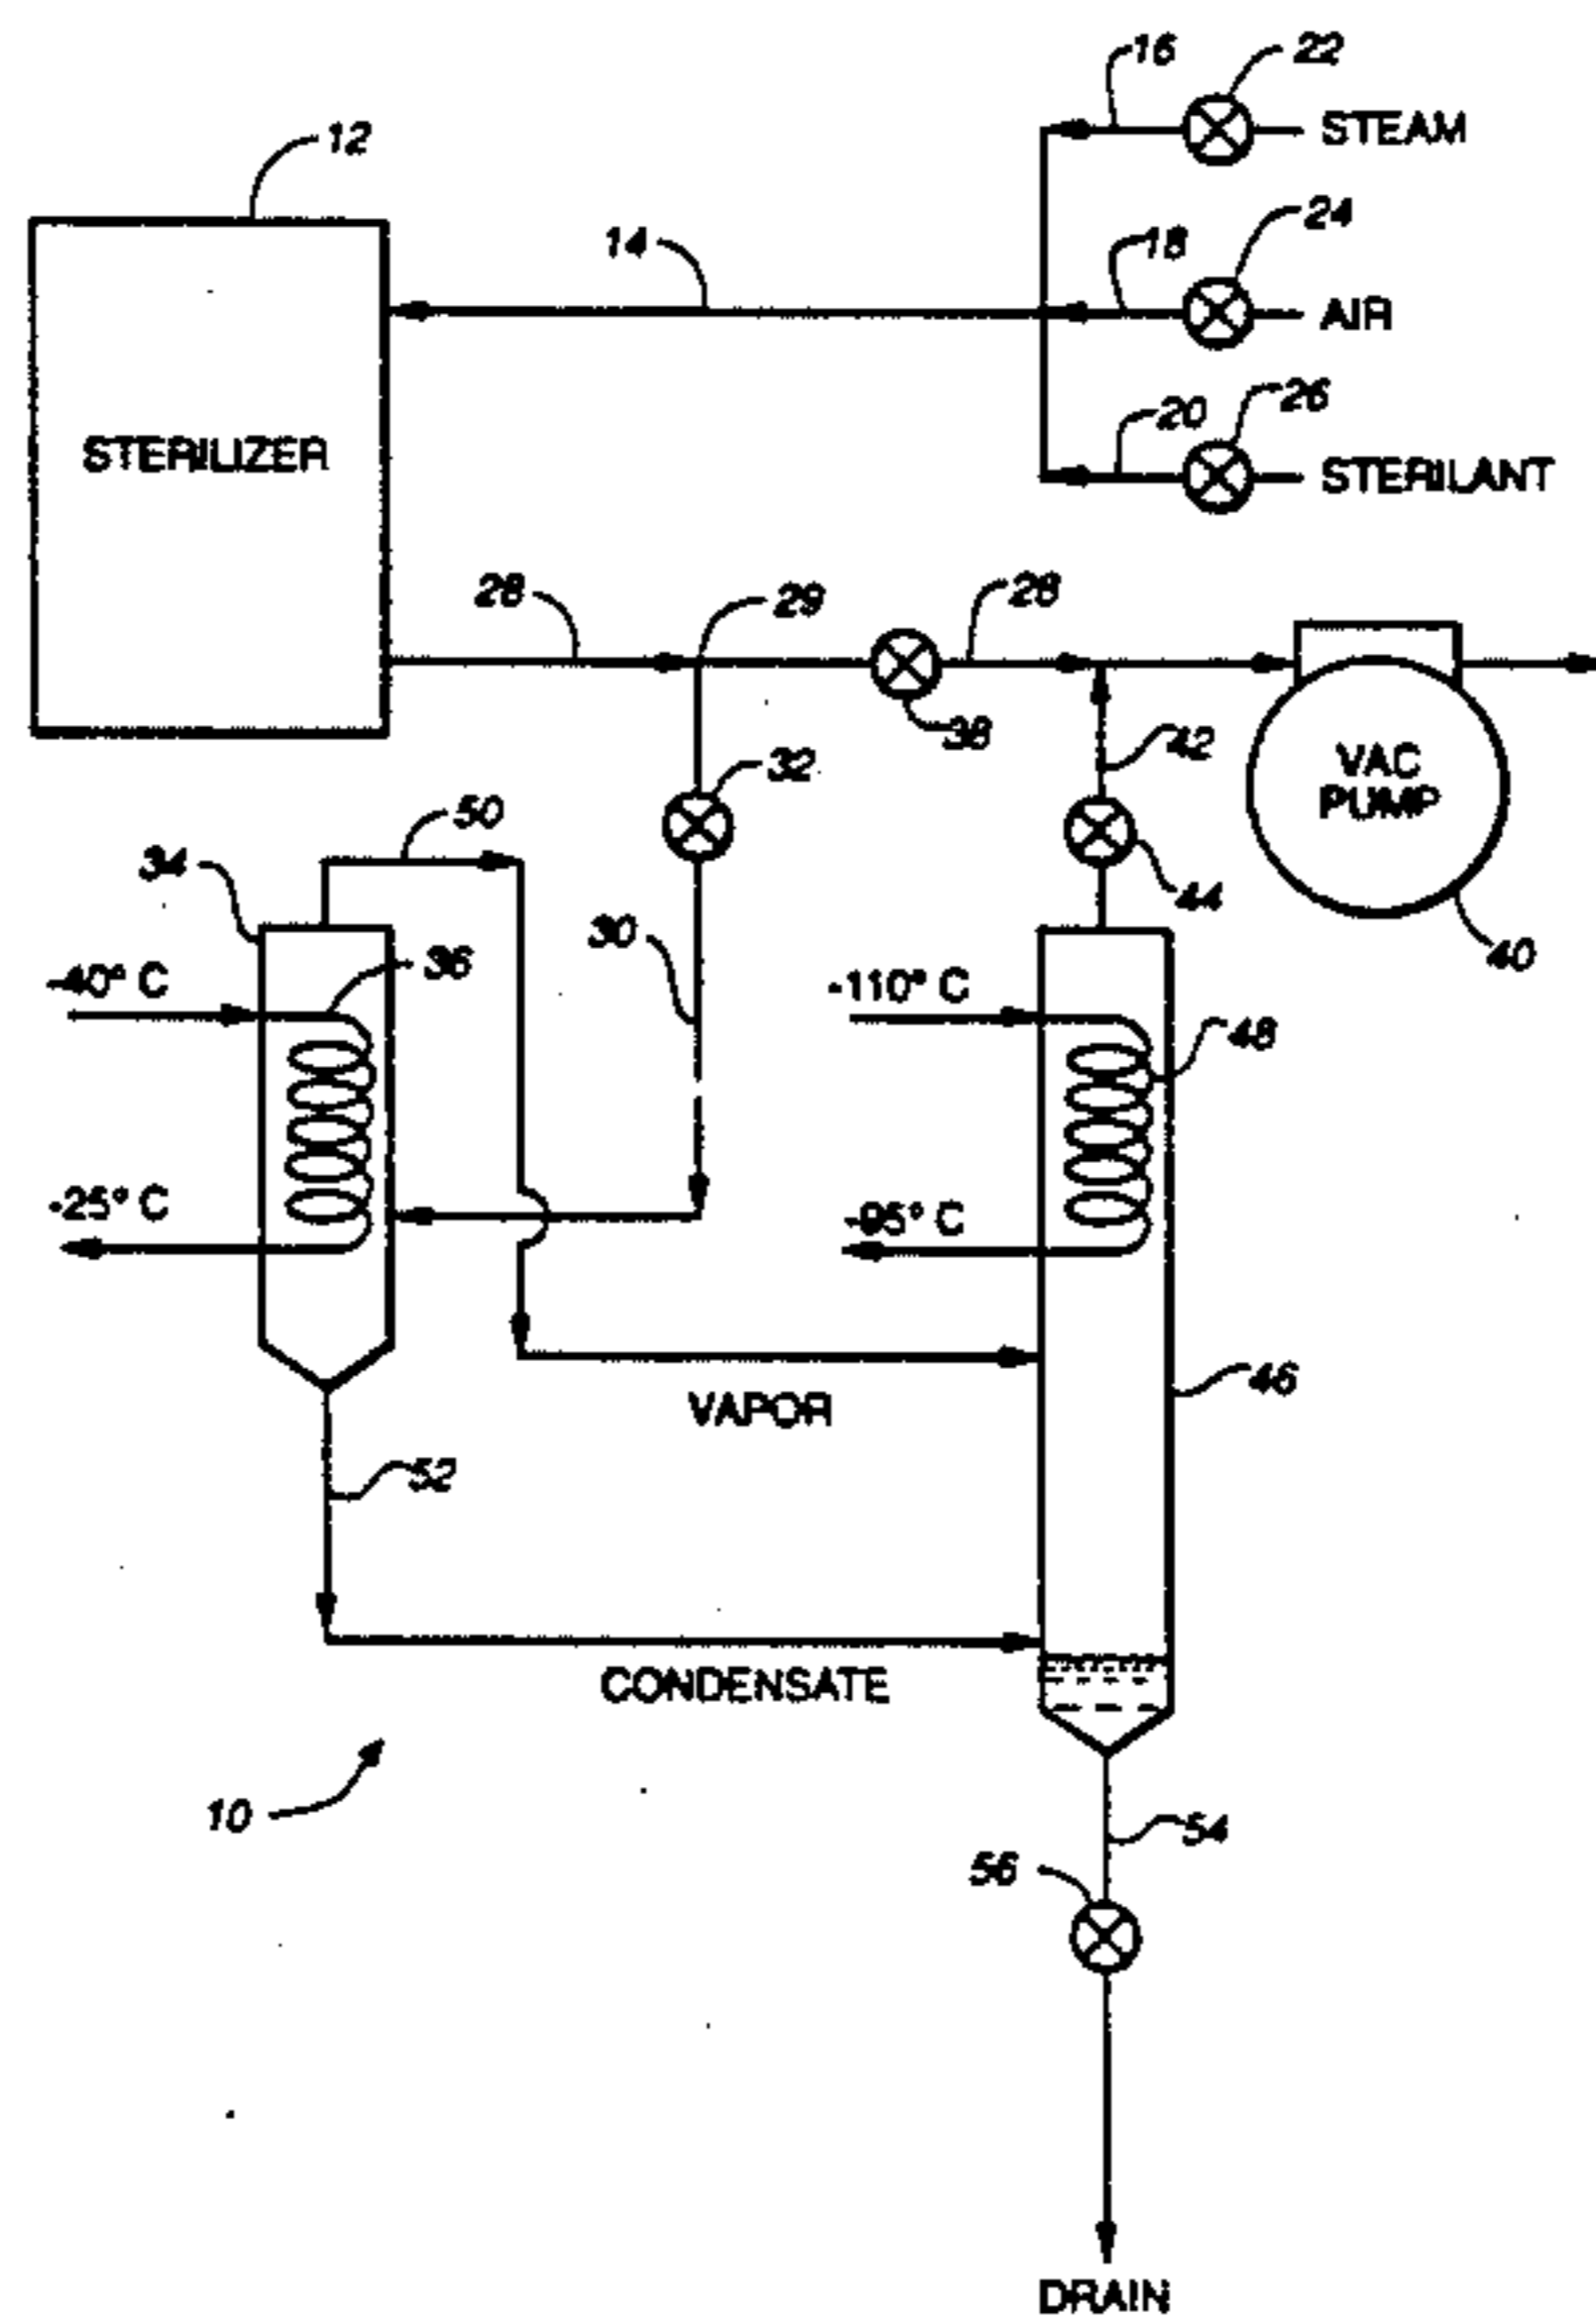 16
22
STEAM
12
24
14
18
AIR
26
20
STERILANT
STERILIZER
28
29
28
38
42
VAC
PUMP
32
50
34
44
30
36
40
-40° C
-110° C
48
-25° C
-95° C
46
VAPOR
52
CONDENSATE
10
54
56
DRAIN